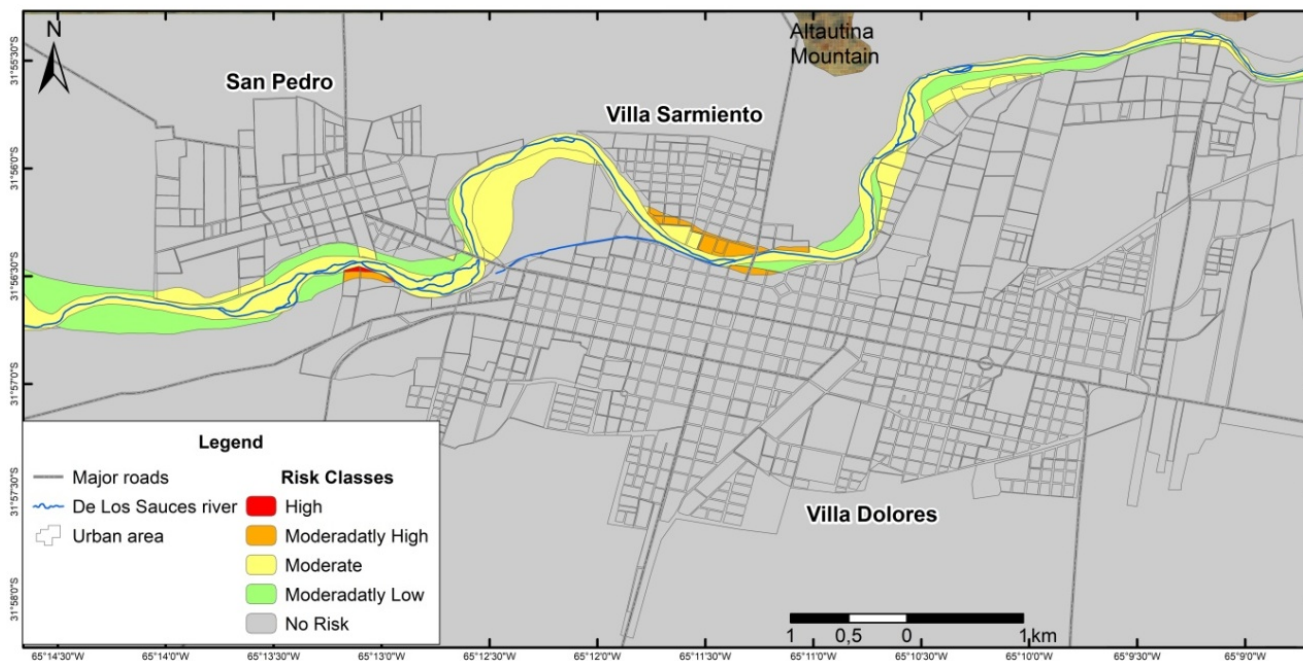 N
Altautina
Mountain
San Pedro
Villa Sarmiento
Villa Dolores
31°55'30"S
31°56'0"S
31°56'30"S
31°57'0"S
31°57'30"S
31°58'0"S
Legend
Major roads
De Los Sauces river
Urban area
Risk Classes
High
Moderadatly High
Moderate
Moderadatly Low
No Risk
1 0,5 0 1 km
65°14'30"W 65°14'0"W 65°13'30"W 65°13'0"W 65°12'30"W 65°12'0"W 65°11'30"W 65°11'0"W 65°10'30"W 65°10'0"W 65°9'30"W 65°9'0"W